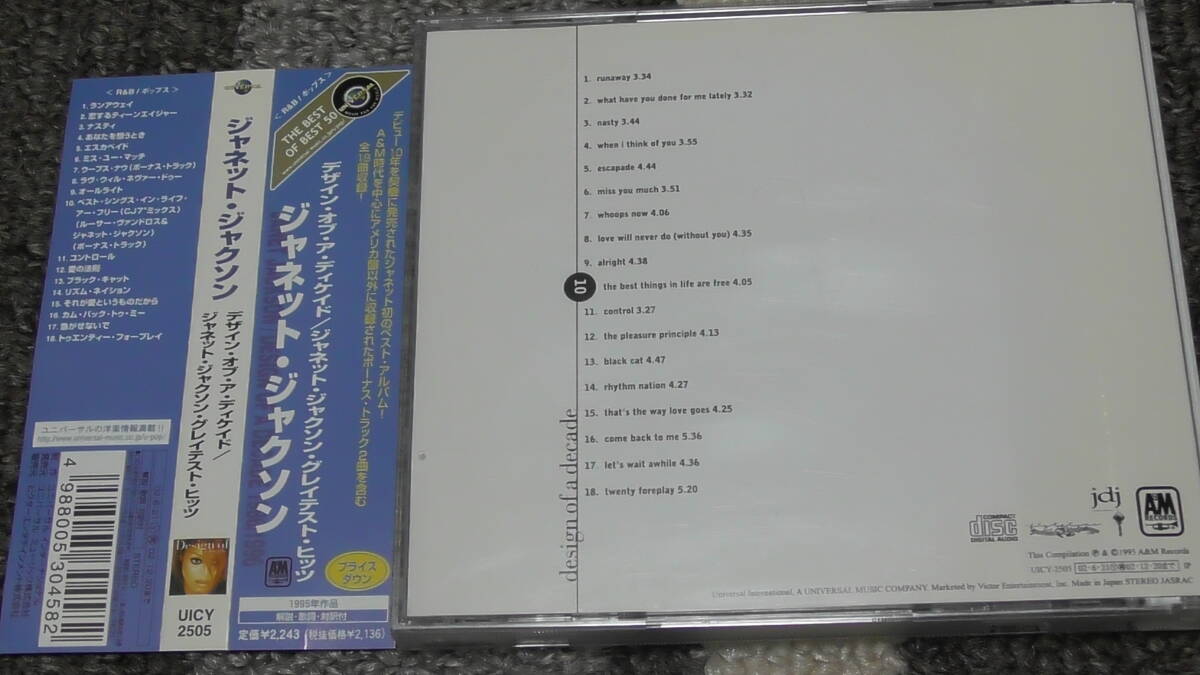 < R&B / ポップス >
1. ランアウェイ
2. 恋するティーンエイジャー
3. ナスティ
4. あなたを想うとき
5. エスカペイド
6. ミス・ユー・マッチ
7. ウープス・ナウ (ボーナス・トラック)
8. ラヴ・ウィル・ネヴァー・ドゥー
9. オールライト
10. ベスト・シングス・イン・ライフ・
アー・フリー (CJ7"ミックス)
(ルーサー・ヴァンドロス&
ジャネット・ジャクソン)
(ボーナス・トラック)
11. コントロール
12. 愛の法則
13. ブラック・キャット
14. リズム・ネイション
15. それが愛というものだから
16. カム・バック・トゥ・ミー
17. 急がせないで
18. トゥエンティー・フォープレイ
ユニバーサルの洋楽情報満載!!
http://www.universal-music.co.jp/u-pop/
4 988005 304582
ジャネット・ジャクソン
デザイン・オブ・ア・ディケイド/
ジャネット・ジャクソン・グレイテスト・ヒッツ
Design of
UICY
2505
< R&B / ポップス >
THE BEST
OF BEST 50
デビュー10年を契機に発売されたジャネット初のベスト・アルバム!
A&M時代を中心にアメリカ盤以外に収録されたボーナス・トラック2曲を含む
全18曲収録!
デザイン・オブ・ア・ディケイド/ジャネット・ジャクソン・グレイテスト・ヒッツ
ジャネット・ジャクソン
A&M
RECORDS
プライス
ダウン
1995年作品
解説・歌詞・対訳付
定価¥2,243 (税抜価格¥2,136)
1. runaway 3.34
2. what have you done for me lately 3.32
3. nasty 3.44
4. when i think of you 3.55
5. escapade 4.44
6. miss you much 3.51
7. whoops now 4.06
8. love will never do (without you) 4.35
9. alright 4.38
10 the best things in life are free 4.05
11. control 3.27
12. the pleasure principle 4.13
13. black cat 4.47
14. rhythm nation 4.27
15. that's the way love goes 4.25
16. come back to me 5.36
17. let's wait awhile 4.36
18. twenty foreplay 5.20
design of a decade
COMPACT
disc
DIGITAL AUDIO
jdj
A&M
RECORDS
This Compilation ℗ & ©1995 A&M Records
UICY-2505
Universal International, A UNIVERSAL MUSIC COMPANY. Marketed by Victor Entertainment, Inc. Made in Japan STEREO JASRAC